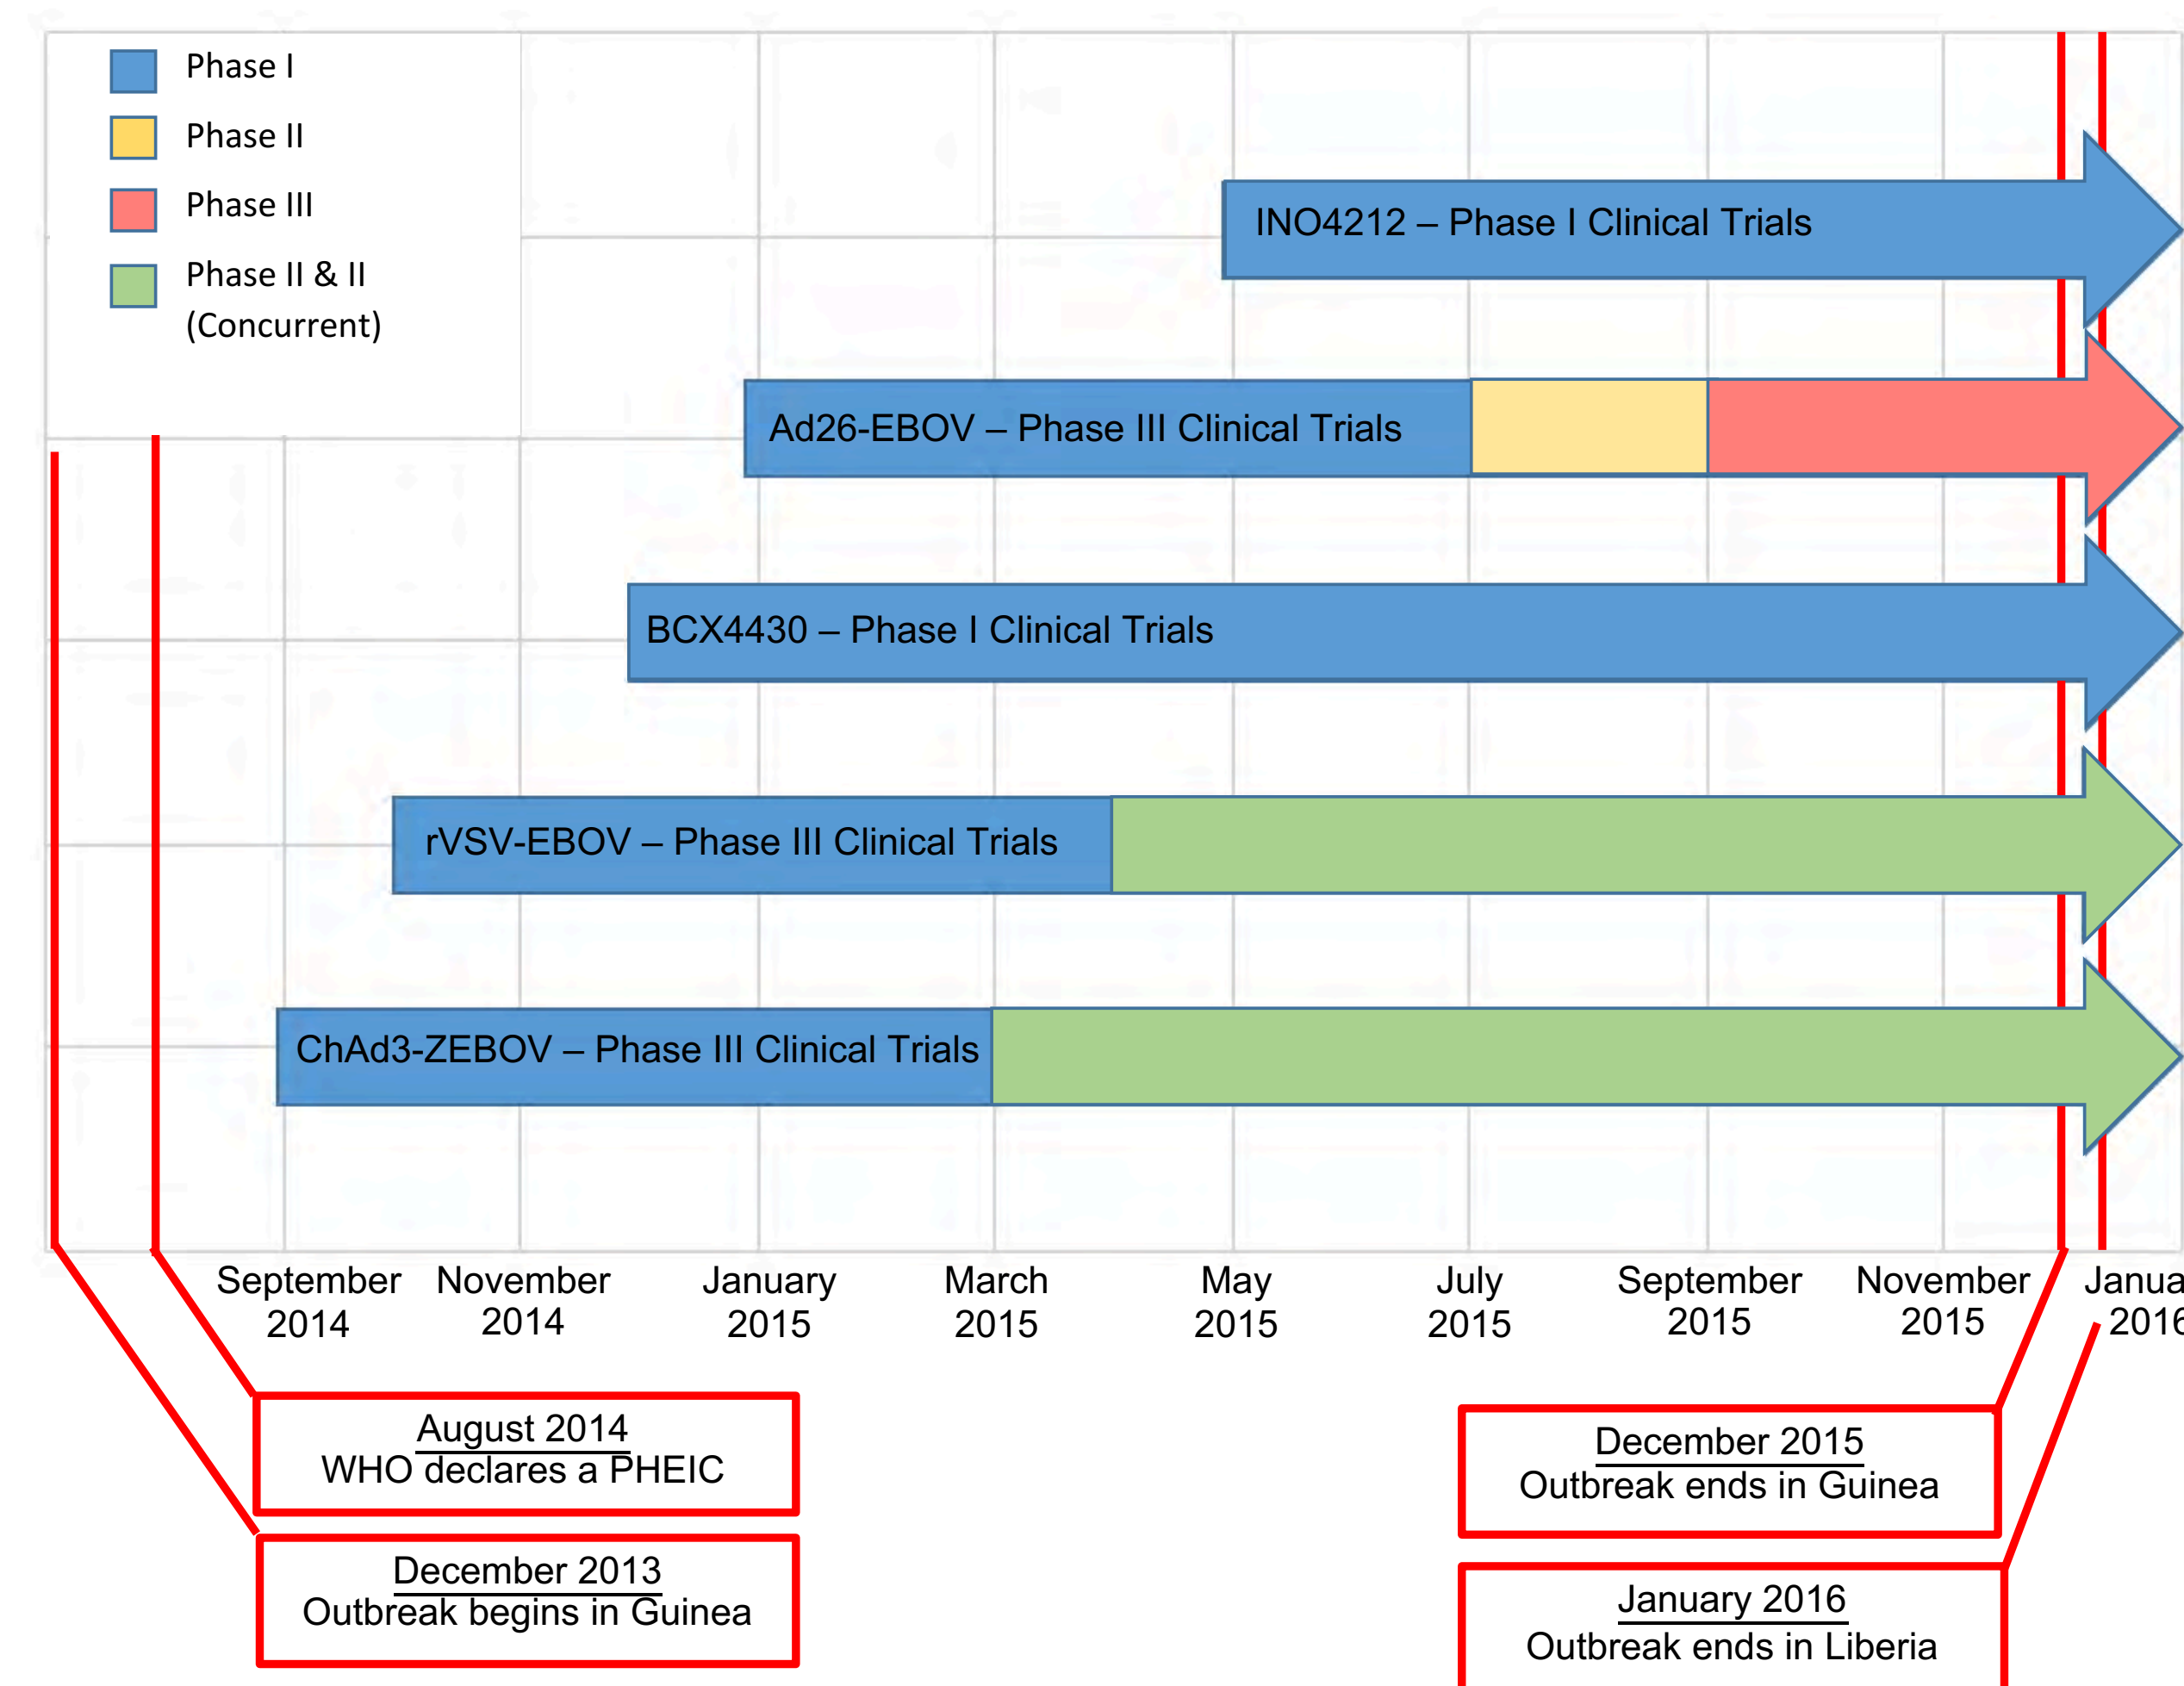 Phase I
Phase II
Phase III
Phase II & II
(Concurrent)
INO4212 – Phase I Clinical Trials
Ad26-EBOV – Phase III Clinical Trials
BCX4430 – Phase I Clinical Trials
rVSV-EBOV – Phase III Clinical Trials
ChAd3-ZEBOV – Phase III Clinical Trials
September
2014
November
2014
January
2015
March
2015
May
2015
July
2015
September
2015
November
2015
Janua
2016
August 2014
WHO declares a PHEIC
December 2013
Outbreak begins in Guinea
December 2015
Outbreak ends in Guinea
January 2016
Outbreak ends in Liberia